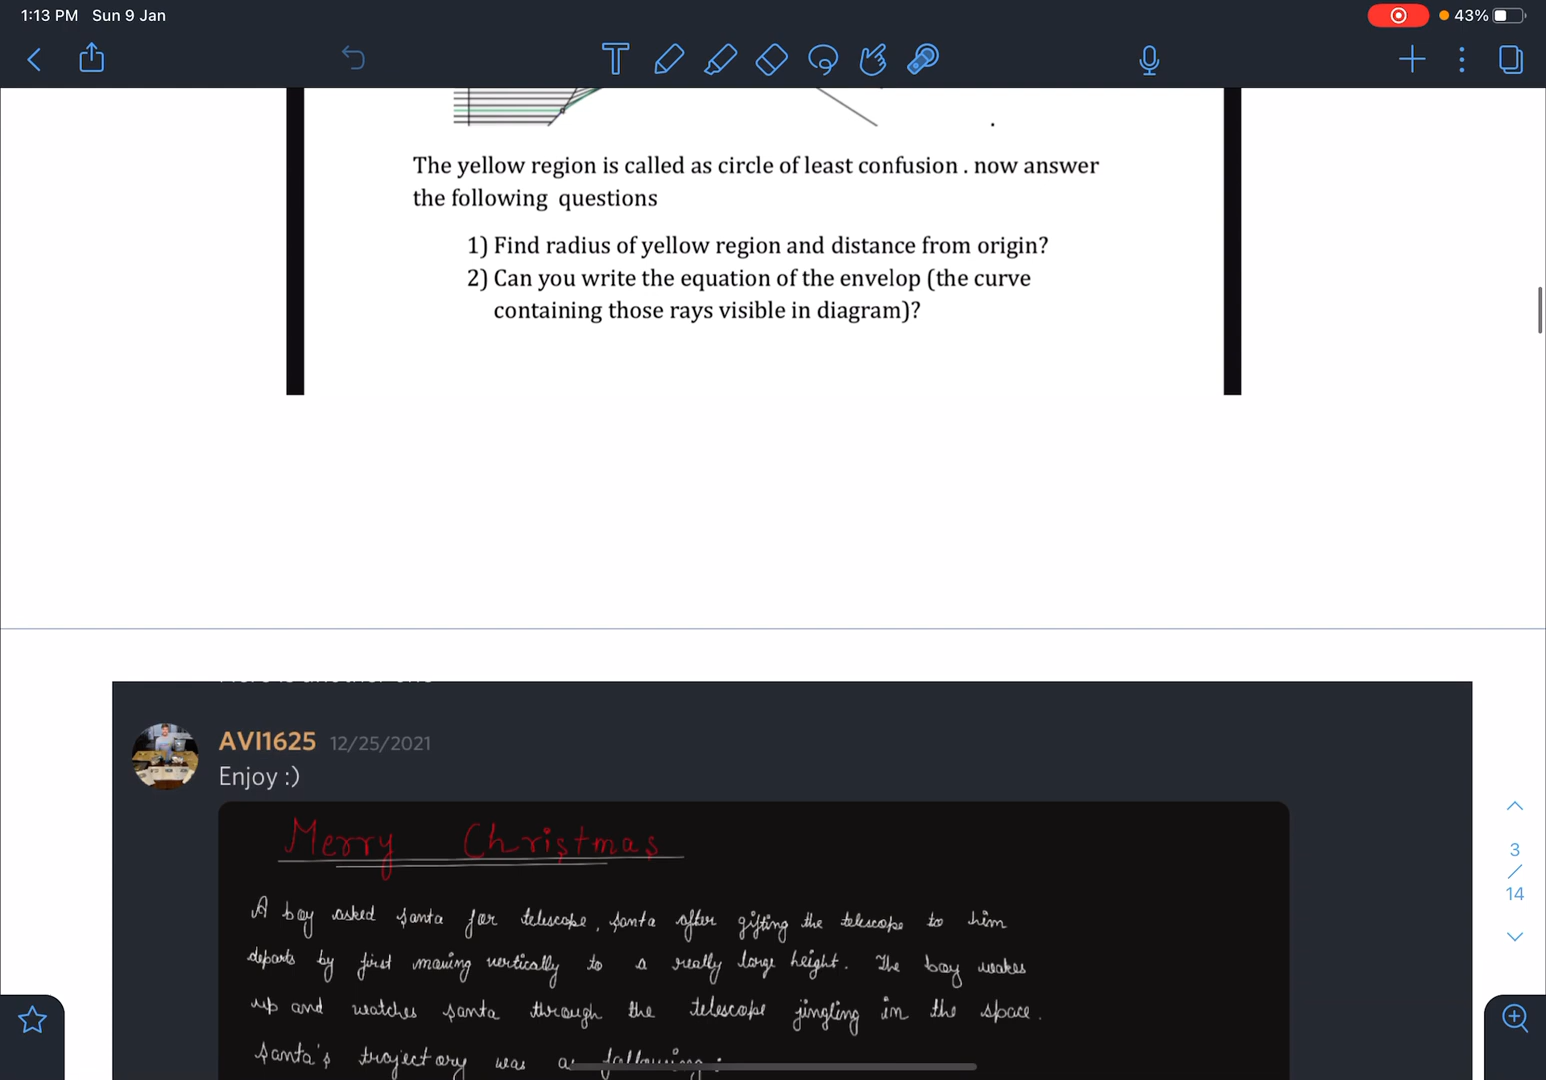 1:13 PM Sun 9 Jan
43%
The yellow region is called as circle of least confusion . now answer
the following questions
1) Find radius of yellow region and distance from origin?
2) Can you write the equation of the envelop (the curve
containing those rays visible in diagram)?
AVI1625 12/25/2021
Enjoy :)
Merry Christmas
A boy asked santa for telescope, santa after gifting the telescope to him
departs by first moving vertically to a really large height. The boy wakes
up and watches santa through the telescope jingling in the space.
Santa's trajectory was as following :
3
/
14